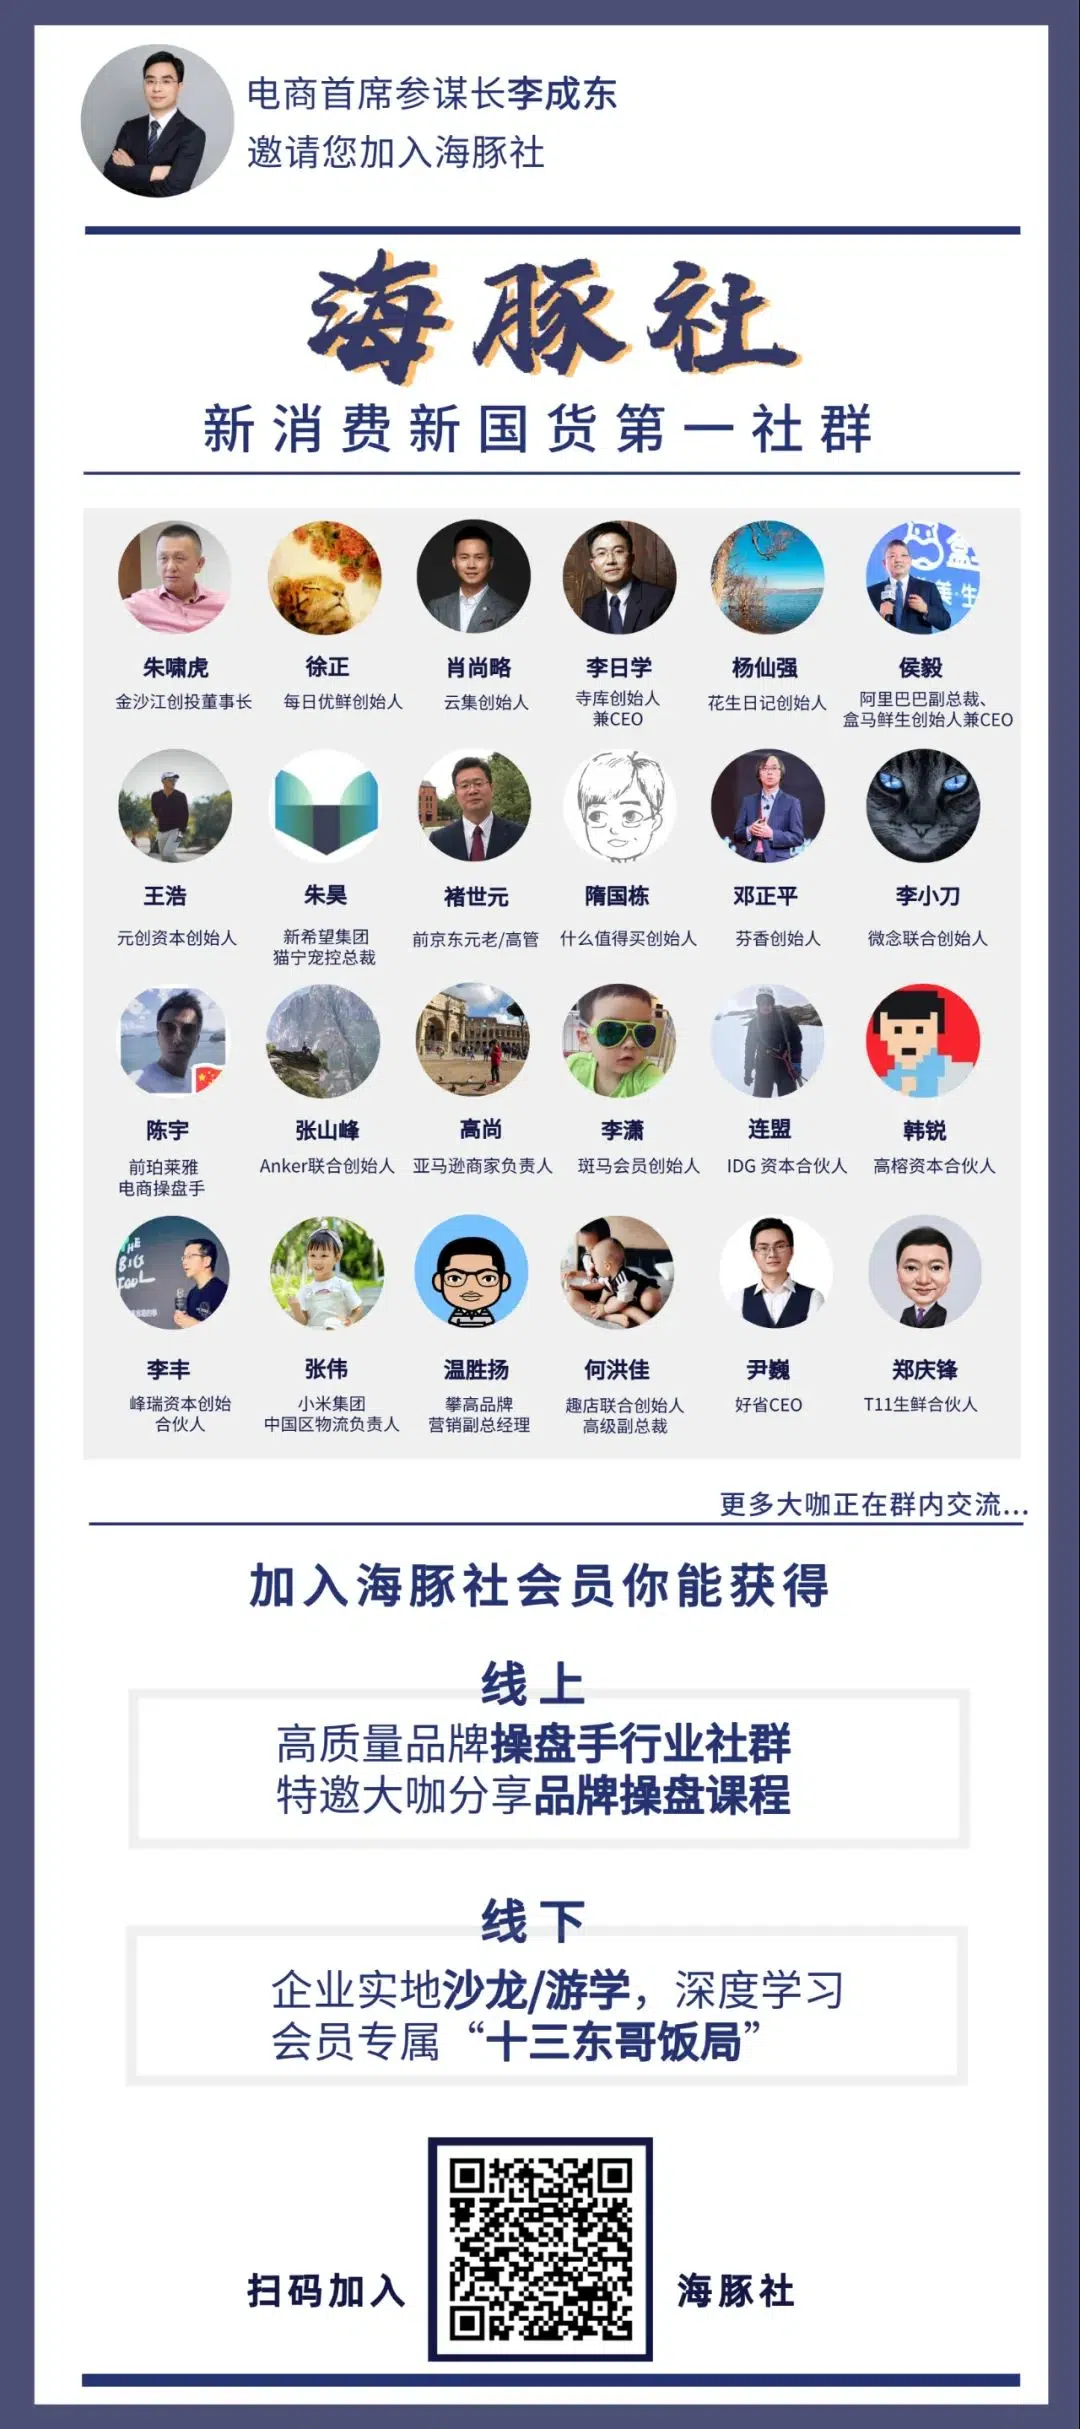 电商首席参谋长李成东
邀请您加入海豚社
海豚社
新消费新国货第一社群
朱啸虎
金沙江创投董事长
徐正
每日优鲜创始人
肖尚略
云集创始人
李日学
寺库创始人
兼CEO
杨仙强
花生日记创始人
盒
美·生
侯毅
阿里巴巴副总裁、
盒马鲜生创始人兼CEO
王浩
元创资本创始人
朱昊
新希望集团
猫宁宠控总裁
褚世元
前京东元老/高管
隋国栋
什么值得买创始人
邓正平
芬香创始人
李小刀
微念联合创始人
陈宇
前珀莱雅
电商操盘手
张山峰
Anker联合创始人
高尚
亚马逊商家负责人
李潇
斑马会员创始人
连盟
IDG 资本合伙人
韩锐
高榕资本合伙人
李丰
峰瑞资本创始
合伙人
张伟
小米集团
中国区物流负责人
温胜扬
攀高品牌
营销副总经理
何洪佳
趣店联合创始人
高级副总裁
尹巍
好省CEO
郑庆锋
T11生鲜合伙人
更多大咖正在群内交流...
加入海豚社会员你能获得
线上
高质量品牌操盘手行业社群
特邀大咖分享品牌操盘课程
线下
企业实地沙龙/游学，深度学习
会员专属“十三东哥饭局”
扫码加入
海豚社